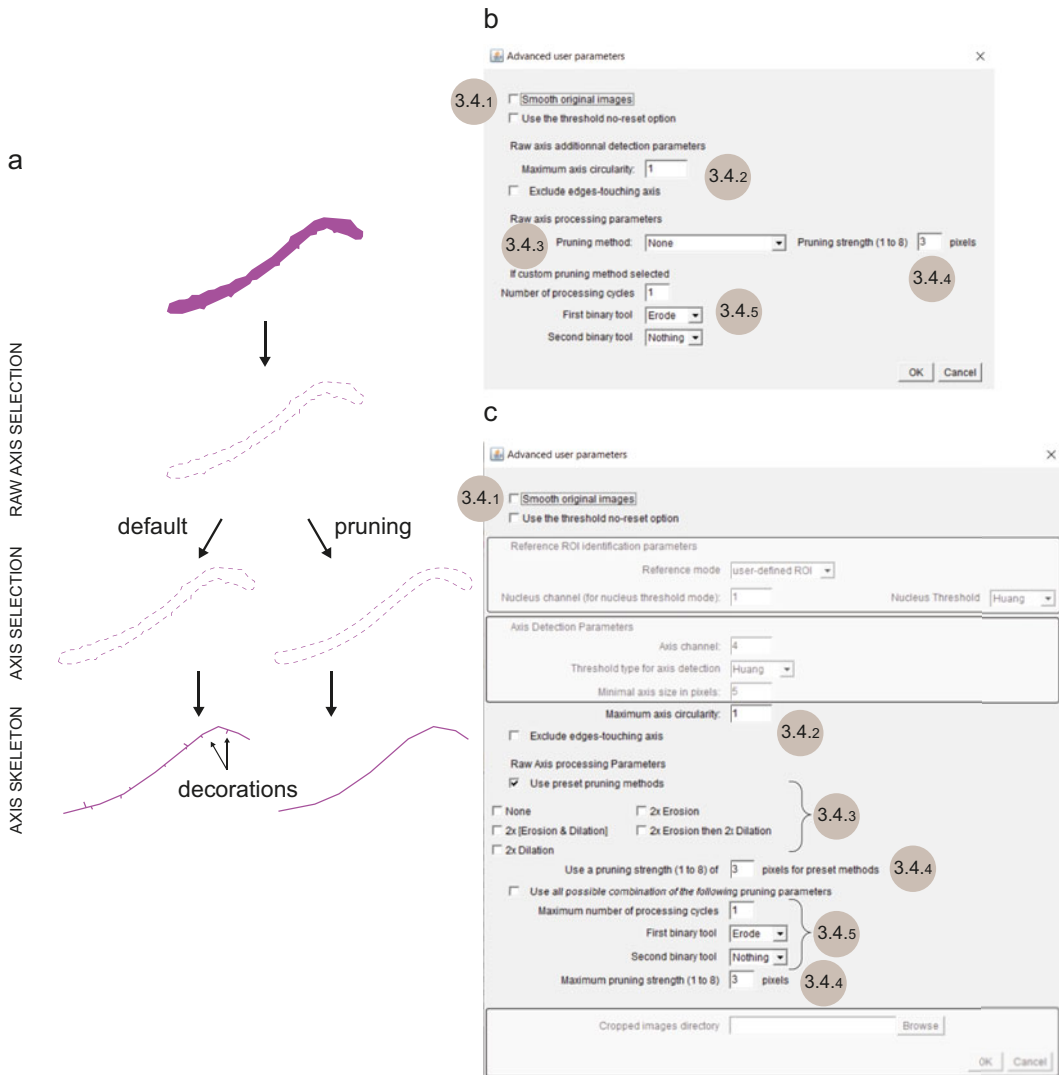 a
RAW AXIS SELECTION
default
pruning
AXIS SELECTION
AXIS SKELETON
decorations
b
Advanced user parameters
3.4.1
Smooth original images
Use the threshold no-reset option
Raw axis additionnal detection parameters
Maximum axis circularity: 1
3.4.2
Exclude edges-touching axis
Raw axis processing parameters
3.4.3
Pruning method: None Pruning strength (1 to 8) 3 pixels
3.4.4
If custom pruning method selected
Number of processing cycles 1
First binary tool Erode
3.4.5
Second binary tool Nothing
OK Cancel
c
Advanced user parameters
3.4.1
Smooth original images
Use the threshold no-reset option
Reference ROI identification parameters
Reference mode user-defined ROI
Nucleus channel (for nucleus threshold mode): 1 Nucleus Threshold Huang
Axis Detection Parameters
Axis channel: 4
Threshold type for axis detection Huang
Minimal axis size in pixels: 5
Maximum axis circularity: 1
3.4.2
Exclude edges-touching axis
Raw Axis processing Parameters
Use preset pruning methods
None 2x Erosion
3.4.3
2x [Erosion & Dilation] 2x Erosion then 2x Dilation
2x Dilation
Use a pruning strength (1 to 8) of 3 pixels for preset methods
3.4.4
Use all possible combination of the following pruning parameters
Maximum number of processing cycles 1
First binary tool Erode
3.4.5
Second binary tool Nothing
Maximum pruning strength (1 to 8) 3 pixels
3.4.4
Cropped images directory Browse
OK Cancel